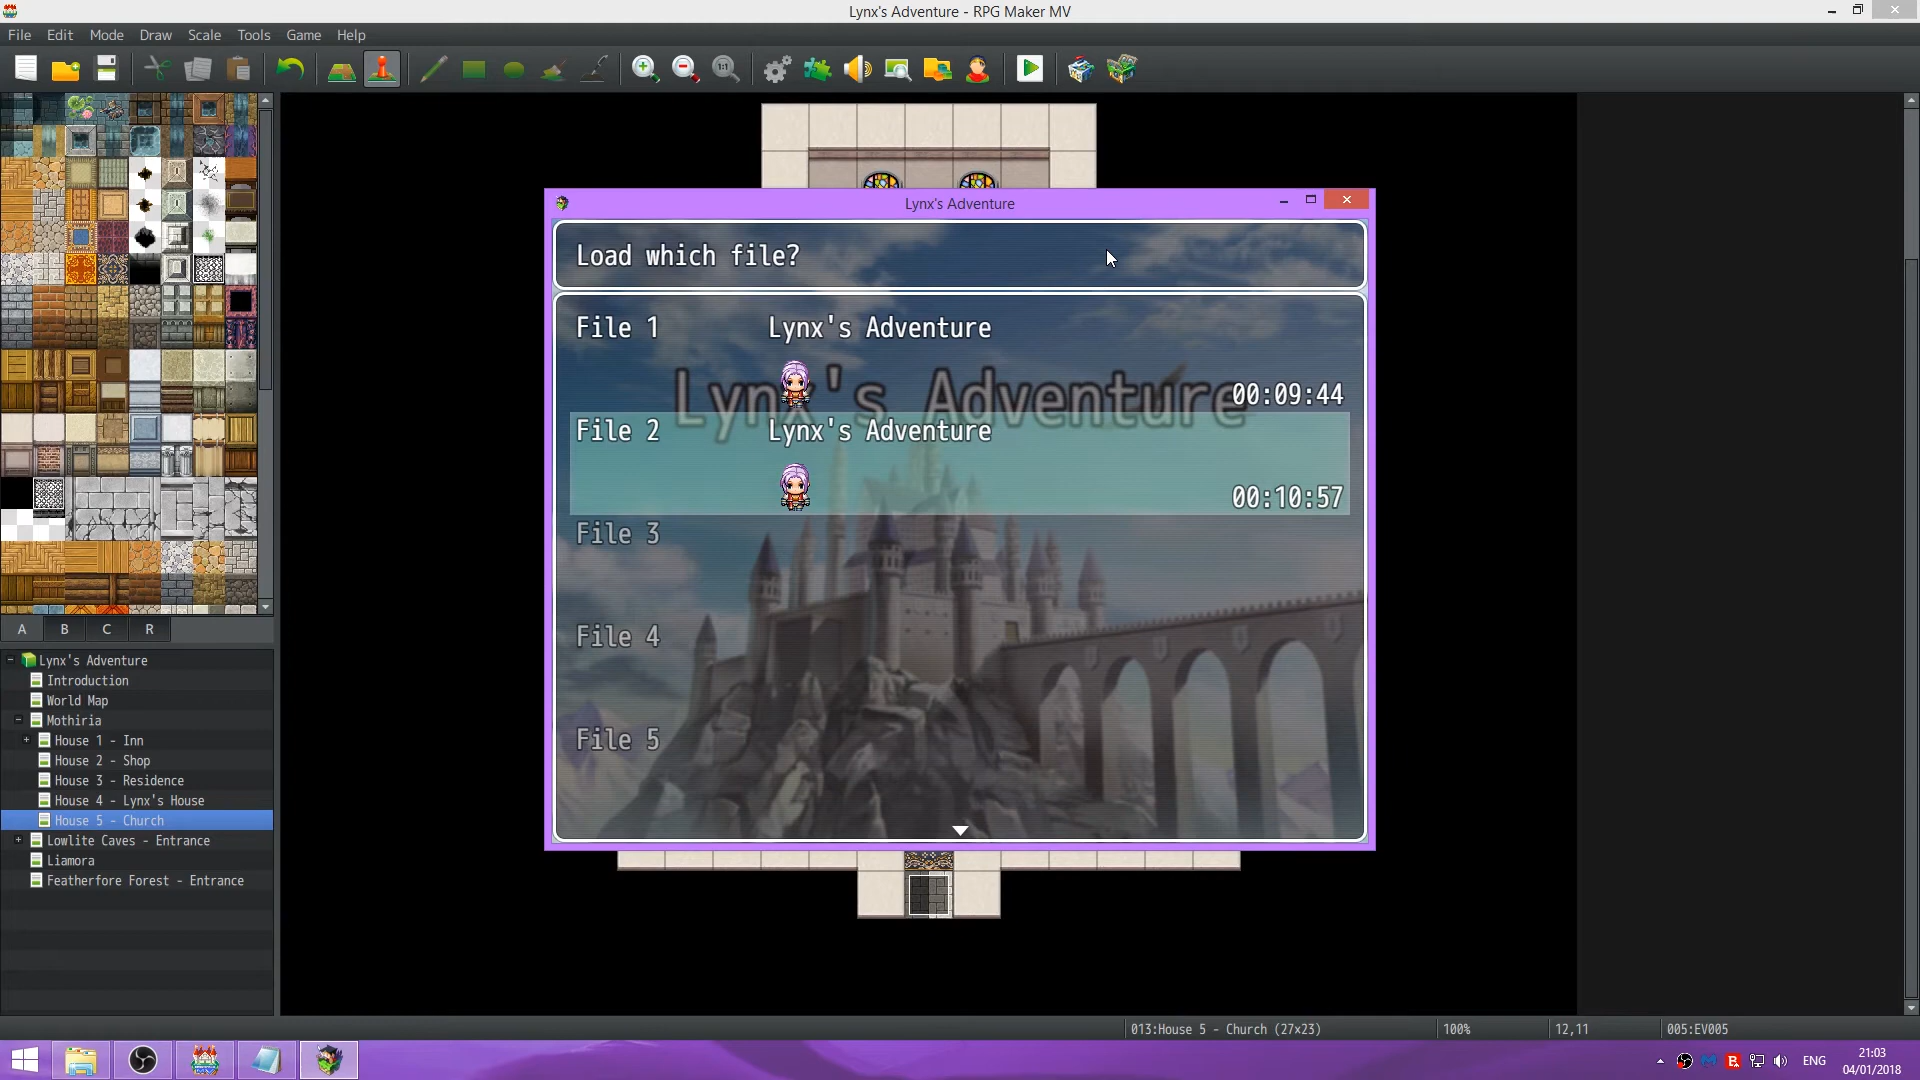 Lynx's Adventure - RPG Maker MV
File Edit Mode Draw Scale Tools Game Help
1:1
Lynx's Adventure
Load which file?
File 1 Lynx's Adventure
Lynx's Adventure
00:09:44
File 2 Lynx's Adventure
00:10:57
File 3
File 4
File 5
A B C R
Lynx's Adventure
Introduction
World Map
Mothiria
House 1 - Inn
House 2 - Shop
House 3 - Residence
House 4 - Lynx's House
House 5 - Church
Lowlite Caves - Entrance
Liamora
Featherfore Forest - Entrance
013:House 5 - Church (27x23) 100% 12,11 005:EV005
ENG
21:03
04/01/2018